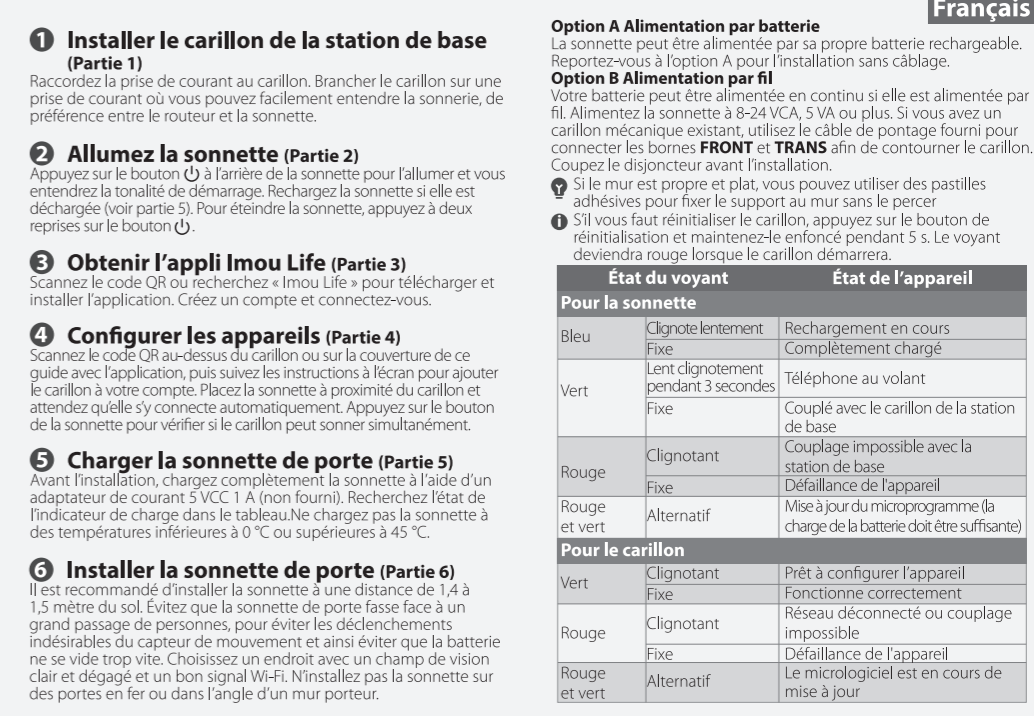 Français
1 Installer le carillon de la station de base
(Partie 1)
Raccordez la prise de courant au carillon. Brancher le carillon sur une
prise de courant où vous pouvez facilement entendre la sonnerie, de
préférence entre le routeur et la sonnette.
2 Allumez la sonnette (Partie 2)
Appuyez sur le bouton ⏻ à l’arrière de la sonnette pour l’allumer et vous
entendrez la tonalité de démarrage. Rechargez la sonnette si elle est
déchargée (voir partie 5). Pour éteindre la sonnette, appuyez à deux
reprises sur le bouton ⏻.
3 Obtenir l’appli Imou Life (Partie 3)
Scannez le code QR ou recherchez « Imou Life » pour télécharger et
installer l’application. Créez un compte et connectez-vous.
4 Configurer les appareils (Partie 4)
Scannez le code QR au-dessus du carillon ou sur la couverture de ce
guide avec l’application, puis suivez les instructions à l’écran pour ajouter
le carillon à votre compte. Placez la sonnette à proximité du carillon et
attendez qu’elle s’y connecte automatiquement. Appuyez sur le bouton
de la sonnette pour vérifier si le carillon peut sonner simultanément.
5 Charger la sonnette de porte (Partie 5)
Avant l’installation, chargez complètement la sonnette à l’aide d’un
adaptateur de courant 5 VCC 1 A (non fourni). Recherchez l’état de
l’indicateur de charge dans le tableau.Ne chargez pas la sonnette à
des températures inférieures à 0 °C ou supérieures à 45 °C.
6 Installer la sonnette de porte (Partie 6)
Il est recommandé d’installer la sonnette à une distance de 1,4 à
1,5 mètre du sol. Évitez que la sonnette de porte fasse face à un
grand passage de personnes, pour éviter les déclenchements
indésirables du capteur de mouvement et ainsi éviter que la batterie
ne se vide trop vite. Choisissez un endroit avec un champ de vision
clair et dégagé et un bon signal Wi-Fi. N’installez pas la sonnette sur
des portes en fer ou dans l’angle d’un mur porteur.
Option A Alimentation par batterie
La sonnette peut être alimentée par sa propre batterie rechargeable.
Reportez-vous à l’option A pour l’installation sans câblage.
Option B Alimentation par fil
Votre batterie peut être alimentée en continu si elle est alimentée par
fil. Alimentez la sonnette à 8-24 VCA, 5 VA ou plus. Si vous avez un
carillon mécanique existant, utilisez le câble de pontage fourni pour
connecter les bornes FRONT et TRANS afin de contourner le carillon.
Coupez le disjoncteur avant l’installation.
Si le mur est propre et plat, vous pouvez utiliser des pastilles
adhésives pour fixer le support au mur sans le percer
S’il vous faut réinitialiser le carillon, appuyez sur le bouton de
réinitialisation et maintenez-le enfoncé pendant 5 s. Le voyant
deviendra rouge lorsque le carillon démarrera.
État du voyant État de l’appareil
Pour la sonnette
Bleu Clignote lentement Rechargement en cours
Fixe Complètement chargé
Vert Lent clignotement
pendant 3 secondes Téléphone au volant
Fixe Couplé avec le carillon de la station
de base
Rouge Clignotant Couplage impossible avec la
station de base
Fixe Défaillance de l'appareil
Rouge
et vert Alternatif Mise à jour du microprogramme (la
charge de la batterie doit être suffisante)
Pour le carillon
Vert Clignotant Prêt à configurer l’appareil
Fixe Fonctionne correctement
Rouge Clignotant Réseau déconnecté ou couplage
impossible
Fixe Défaillance de l'appareil
Rouge
et vert Alternatif Le micrologiciel est en cours de
mise à jour